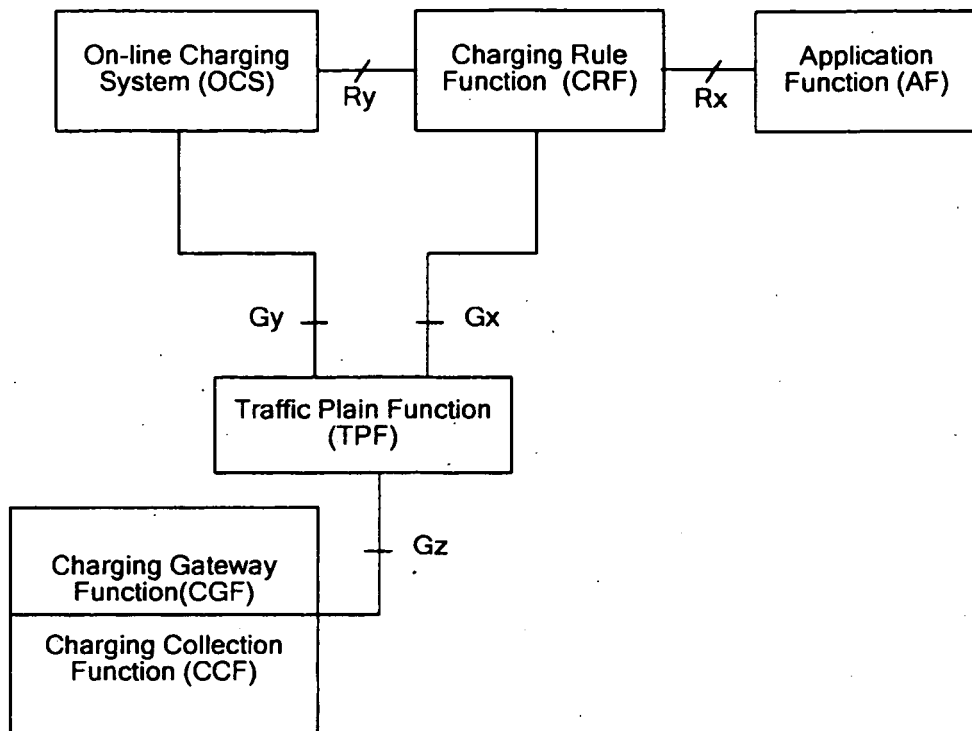 On-line Charging
System (OCS)
Ry
Charging Rule
Function (CRF)
Rx
Application
Function (AF)
Gy
Gx
Traffic Plain Function
(TPF)
Gz
Charging Gateway
Function(CGF)
Charging Collection
Function (CCF)